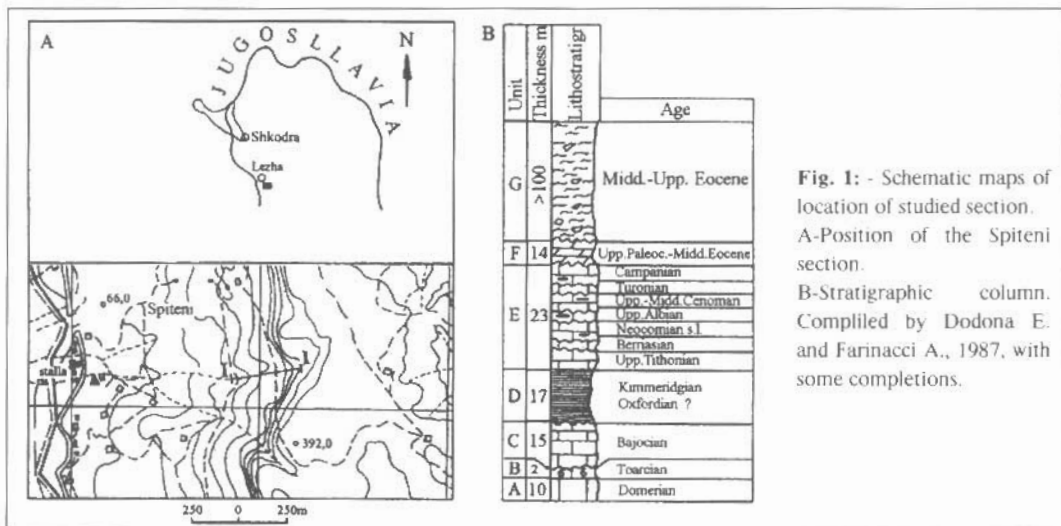 A
JUGOSLLAVIA
N
Shkodra
Lezha
66,0
Spiteni
stalla
1
392,0
250 0 250m
B
Unit
Thickness m
Lithostratigr
Age
G >100 Midd.-Upp. Eocene
F 14 Upp.Paleoc.-Midd.Eocene
E 23
Campanian
Turonian
Upp.-Midd.Cenoman
Upp.Albian
Neocomian s.l.
Berriasian
Upp.Tithonian
D 17 Kimmeridgian
Oxfordian ?
C 15 Bajocian
B 2 Toarcian
A 10 Domerian
Fig. 1: - Schematic maps of
location of studied section.
A-Position of the Spiteni
section.
B-Stratigraphic column.
Compliled by Dodona E.
and Farinacci A., 1987, with
some completions.